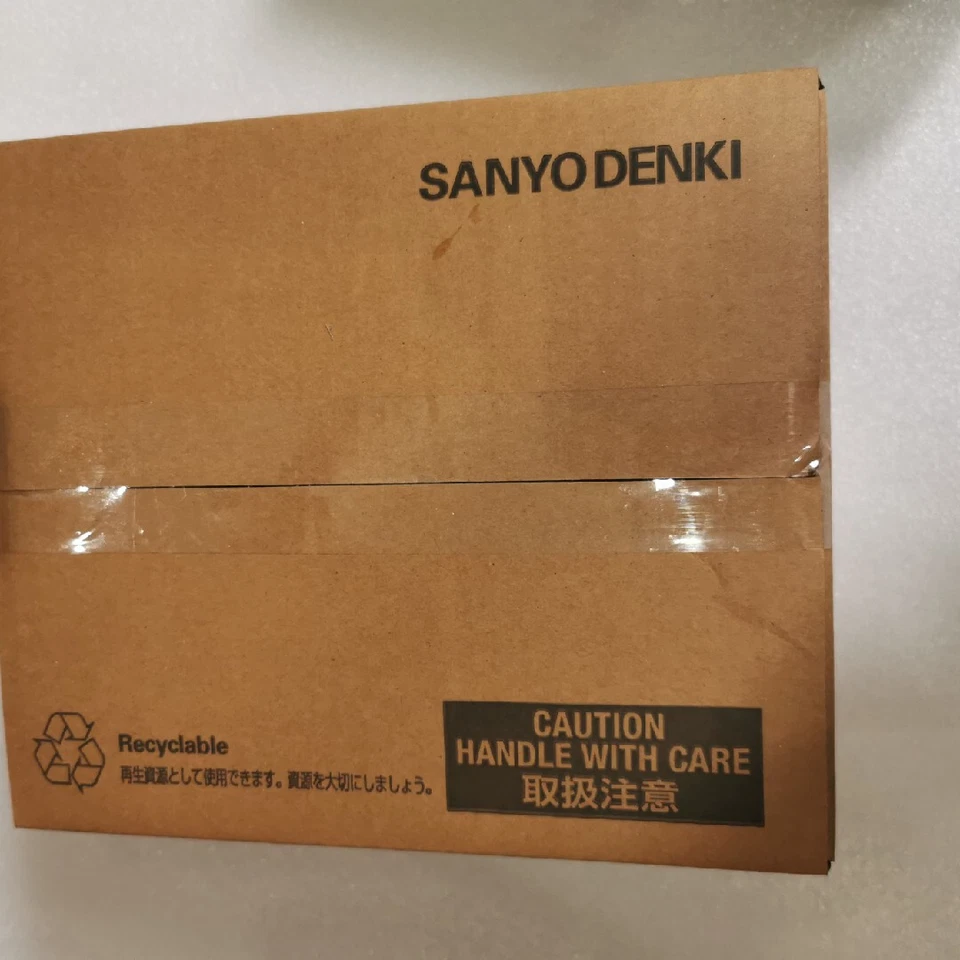 SANYO DENKI
Recyclable
再生資源として使用できます。資源を大切にしましょう。
CAUTION
HANDLE WITH CARE
取扱注意